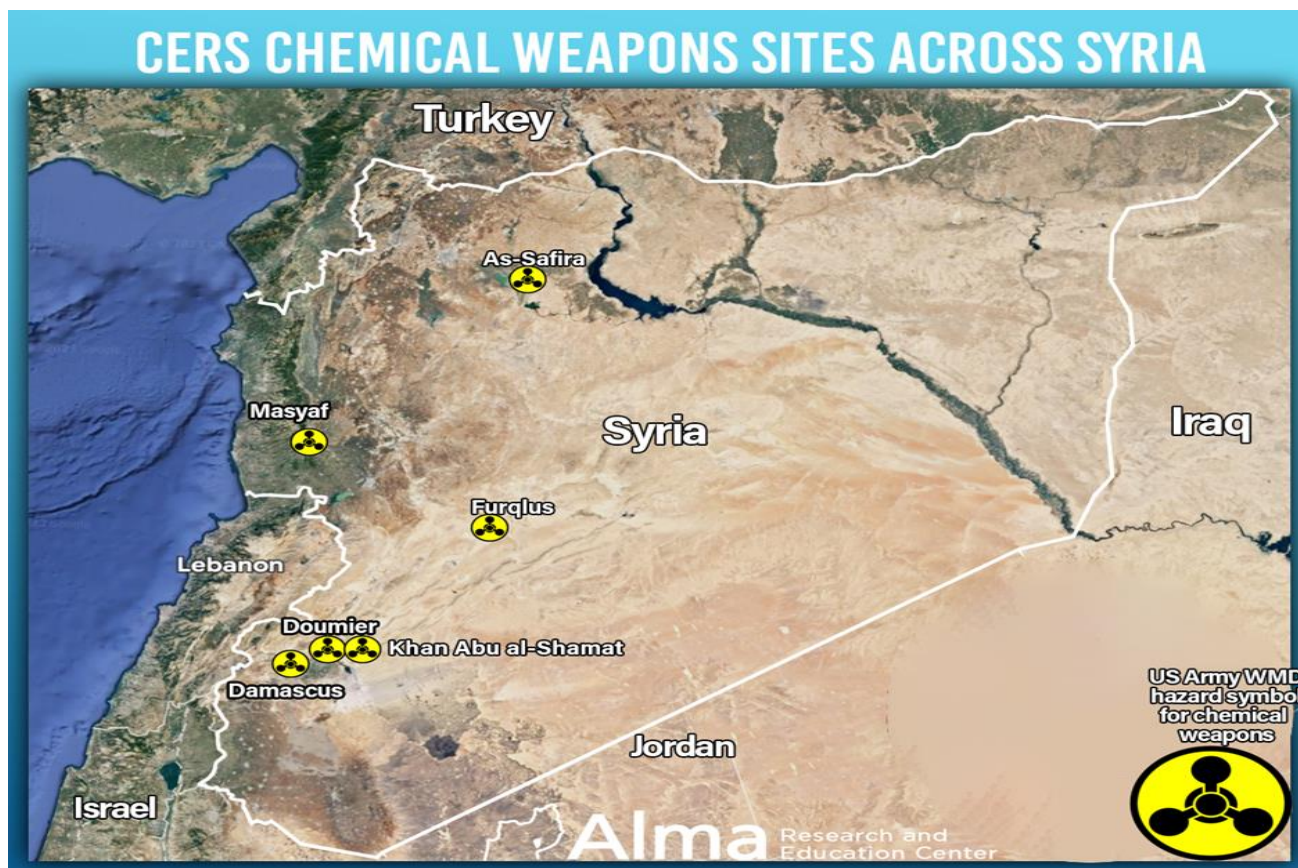 CERS CHEMICAL WEAPONS SITES ACROSS SYRIA
Turkey
As-Safira
Masyaf
Syria
Iraq
Furqlus
Lebanon
Doumier
Khan Abu al-Shamat
Damascus
US Army WMD
hazard symbol
for chemical
weapons
Jordan
Israel
Alma Research and
Education Center